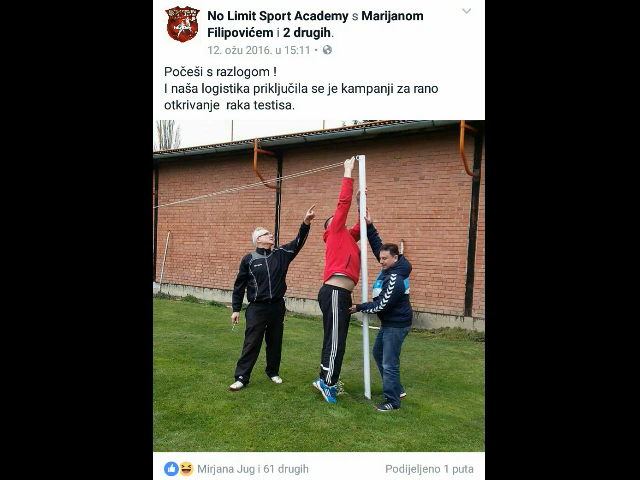 No Limit Sport Academy s Marijanom
Filipovićem i 2 drugih.
12. ožu 2016. u 15:11 •
Počeši s razlogom !
I naša logistika priključila se je kampanji za rano
otkrivanje raka testisa.
Mirjana Jug i 61 drugih
Podijeljeno 1 puta